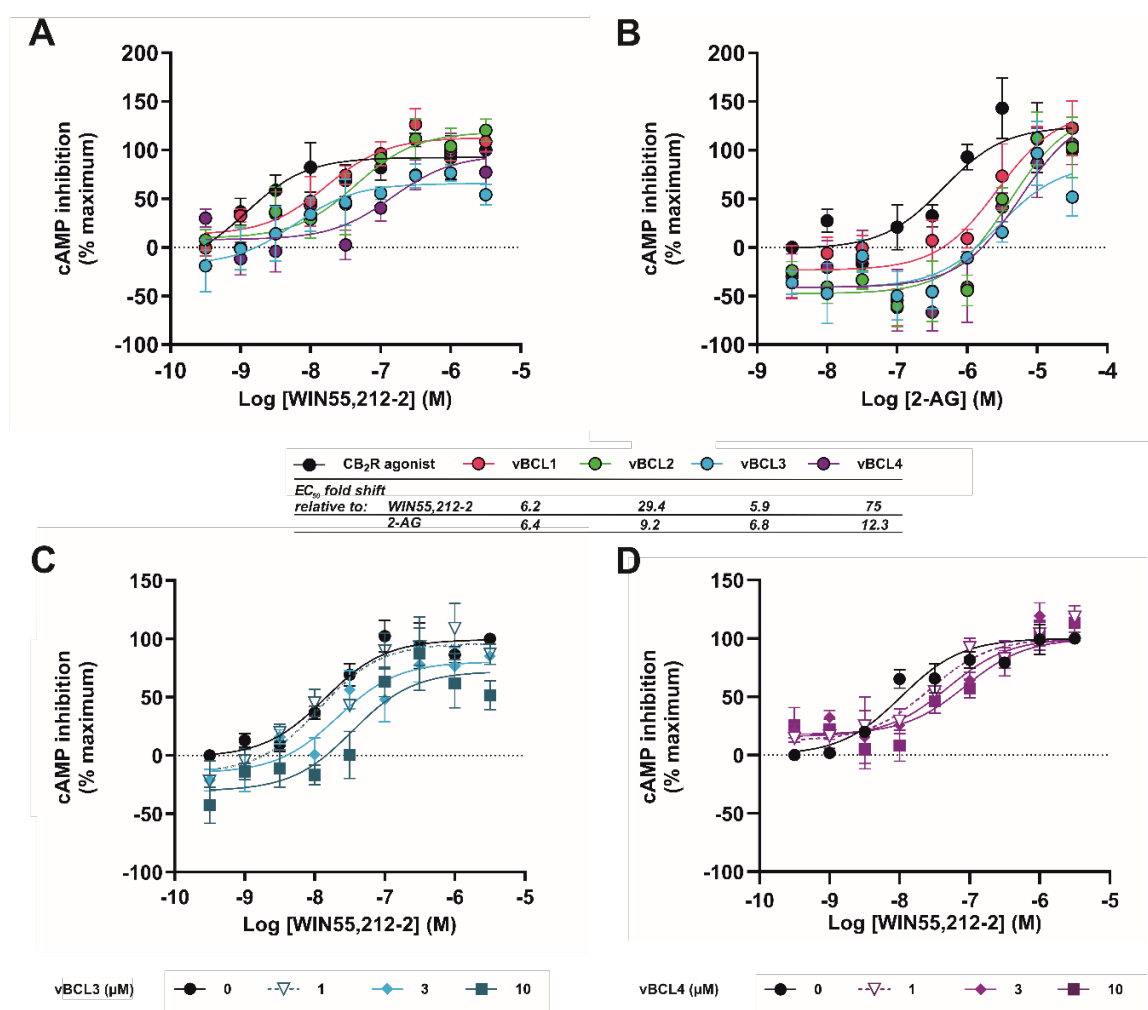 A
200
150
100
50
0
-50
-100
cAMP inhibition
(% maximum)
-10 -9 -8 -7 -6 -5
Log [WIN55,212-2] (M)
B
200
150
100
50
0
-50
-100
cAMP inhibition
(% maximum)
-9 -8 -7 -6 -5 -4
Log [2-AG] (M)
CB₂R agonist vBCL1 vBCL2 vBCL3 vBCL4
EC₅₀ fold shift
relative to: WIN55,212-2 6.2 29.4 5.9 75
2-AG 6.4 9.2 6.8 12.3
C
150
100
50
0
-50
-100
cAMP inhibition
(% maximum)
-10 -9 -8 -7 -6 -5
Log [WIN55,212-2] (M)
vBCL3 (μM) 0 1 3 10
D
150
100
50
0
-50
-100
cAMP inhibition
(% maximum)
-10 -9 -8 -7 -6 -5
Log [WIN55,212-2] (M)
vBCL4 (μM) 0 1 3 10